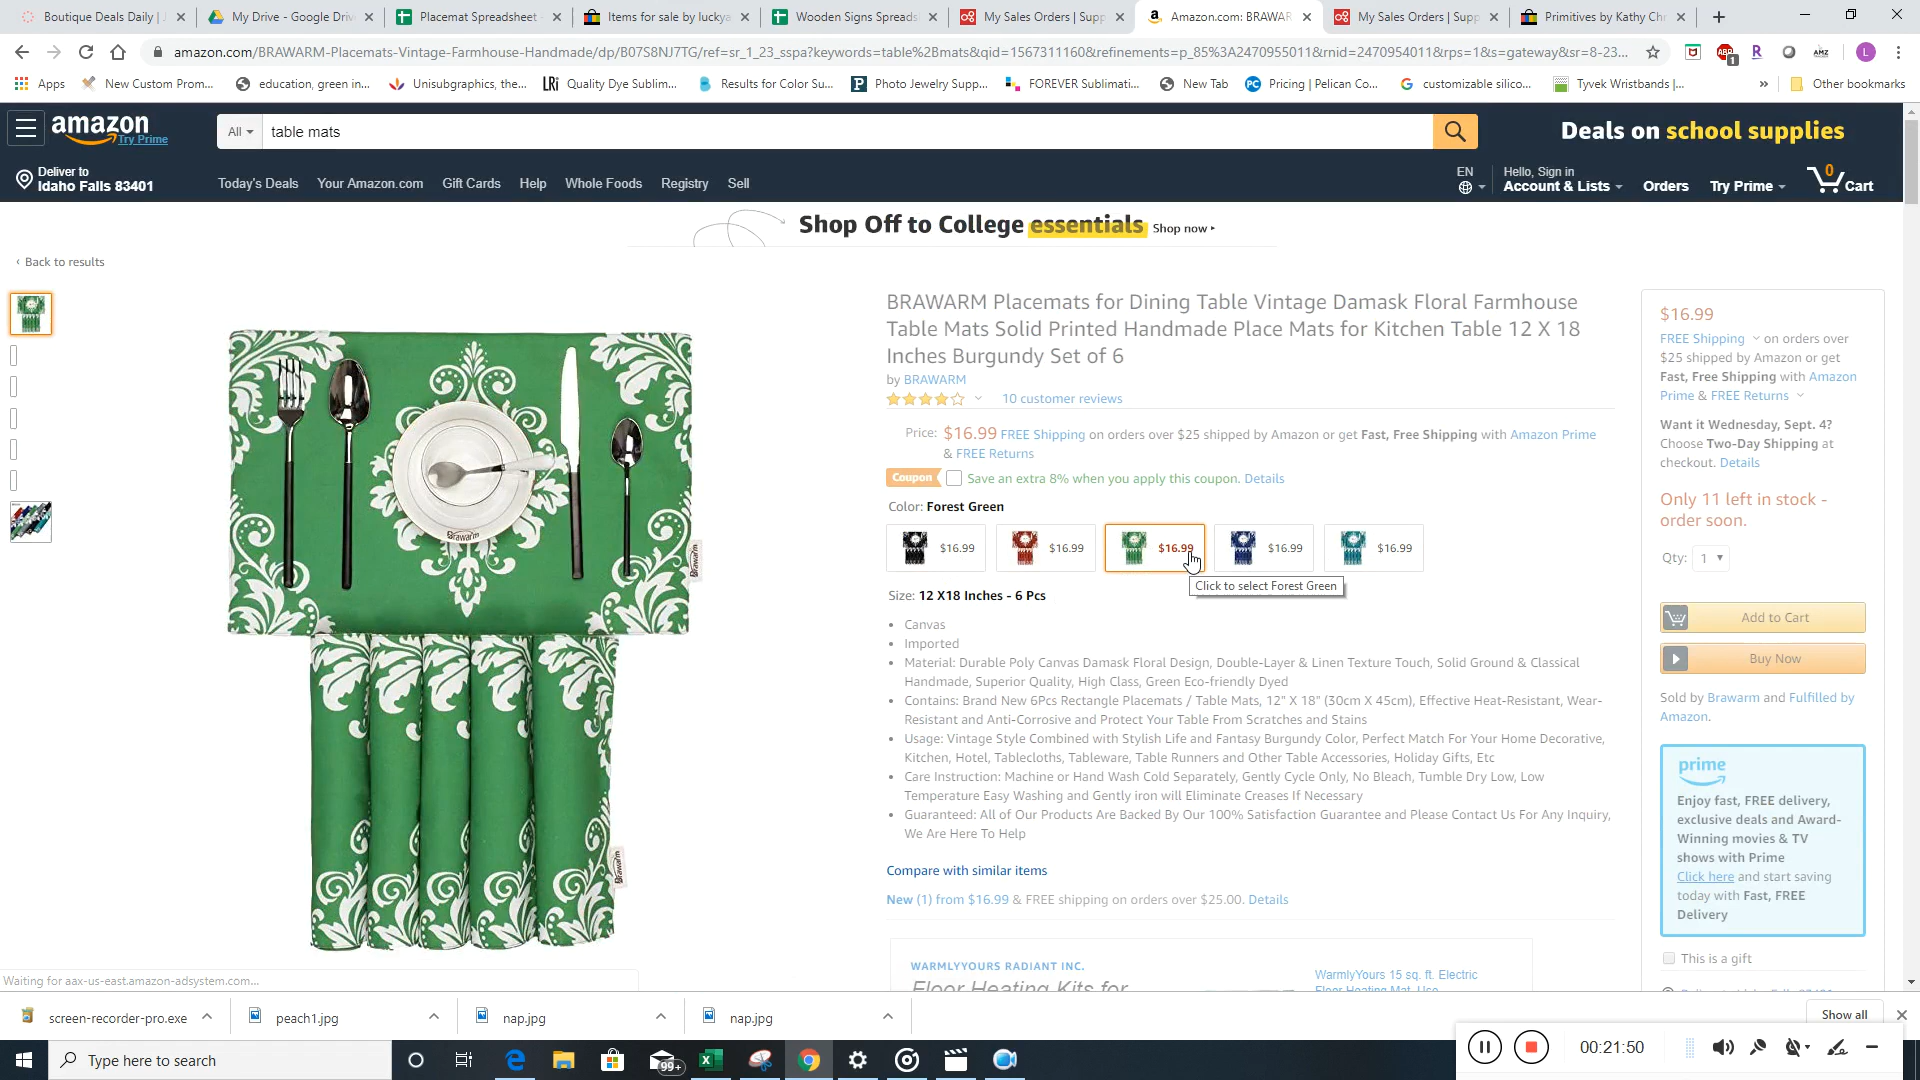 Boutique Deals Daily | J
My Drive - Google Driv
Placemat Spreadsheet
Items for sale by luckya
Wooden Signs Spreads
My Sales Orders | Supp
Amazon.com: BRAWAR
My Sales Orders | Supp
Primitives by Kathy Chr
amazon.com/BRAWARM-Placemats-Vintage-Farmhouse-Handmade/dp/B07S8NJ7TG/ref=sr_1_23_sspa?keywords=table%2Bmats&qid=1567311160&refinements=p_85%3A2470955011&rnid=2470954011&rps=1&s=gateway&sr=8-23...
Apps
New Custom Prom...
education, green in...
Unisubgraphics, the...
LRi Quality Dye Sublim...
Results for Color Su...
Photo Jewelry Supp...
FOREVER Sublimati...
New Tab
PC Pricing | Pelican Co...
customizable silico...
Tyvek Wristbands |...
» Other bookmarks
amazon
Try Prime
All
table mats
Deals on school supplies
Deliver to
Idaho Falls 83401
Today's Deals Your Amazon.com Gift Cards Help Whole Foods Registry Sell
EN
Hello, Sign in
Account & Lists
Orders
Try Prime
0
Cart
Shop Off to College essentials Shop now ▸
‹ Back to results
BRAWARM Placemats for Dining Table Vintage Damask Floral Farmhouse
Table Mats Solid Printed Handmade Place Mats for Kitchen Table 12 X 18
Inches Burgundy Set of 6
by BRAWARM
10 customer reviews
Price: $16.99 FREE Shipping on orders over $25 shipped by Amazon or get Fast, Free Shipping with Amazon Prime
& FREE Returns
Coupon Save an extra 8% when you apply this coupon. Details
Color: Forest Green
$16.99
$16.99
$16.99
$16.99
$16.99
Click to select Forest Green
Size: 12 X18 Inches - 6 Pcs
• Canvas
• Imported
• Material: Durable Poly Canvas Damask Floral Design, Double-Layer & Linen Texture Touch, Solid Ground & Classical
Handmade, Superior Quality, High Class, Green Eco-friendly Dyed
• Contains: Brand New 6Pcs Rectangle Placemats / Table Mats, 12" X 18" (30cm X 45cm), Effective Heat-Resistant, Wear-
Resistant and Anti-Corrosive and Protect Your Table From Scratches and Stains
• Usage: Vintage Style Combined with Stylish Life and Fantasy Burgundy Color, Perfect Match For Your Home Decorative,
Kitchen, Hotel, Tablecloths, Tableware, Table Runners and Other Table Accessories, Holiday Gifts, Etc
• Care Instruction: Machine or Hand Wash Cold Separately, Gently Cycle Only, No Bleach, Tumble Dry Low, Low
Temperature Easy Washing and Gently iron will Eliminate Creases If Necessary
• Guaranteed: All of Our Products Are Backed By Our 100% Satisfaction Guarantee and Please Contact Us For Any Inquiry,
We Are Here To Help
Compare with similar items
New (1) from $16.99 & FREE shipping on orders over $25.00. Details
WARMLYYOURS RADIANT INC.
Floor Heating Kits for
WarmlyYours 15 sq. ft. Electric
Floor Heating Mat. Use
Brawarm
Brawarm
Brawarm
$16.99
FREE Shipping on orders over
$25 shipped by Amazon or get
Fast, Free Shipping with Amazon
Prime & FREE Returns
Want it Wednesday, Sept. 4?
Choose Two-Day Shipping at
checkout. Details
Only 11 left in stock -
order soon.
Qty: 1
Add to Cart
Buy Now
Sold by Brawarm and Fulfilled by
Amazon.
prime
Enjoy fast, FREE delivery,
exclusive deals and Award-
Winning movies & TV
shows with Prime
Click here and start saving
today with Fast, FREE
Delivery
This is a gift
Waiting for aax-us-east.amazon-adsystem.com...
screen-recorder-pro.exe
peach1.jpg
nap.jpg
nap.jpg
Show all
Type here to search
99+
00:21:50